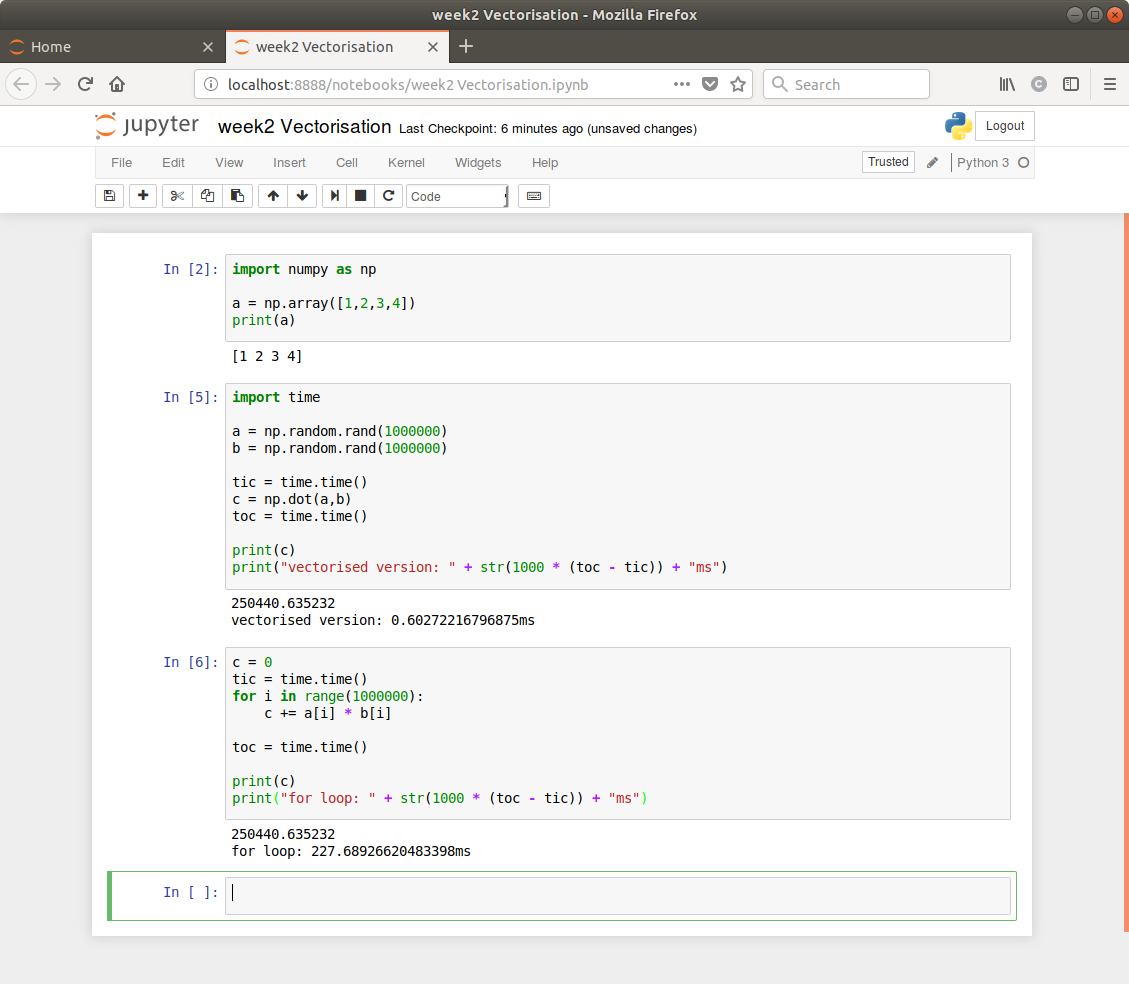 week2 Vectorisation - Mozilla Firefox
Home
week2 Vectorisation
localhost:8888/notebooks/week2 Vectorisation.ipynb
Search
C
jupyter week2 Vectorisation Last Checkpoint: 6 minutes ago (unsaved changes)
Logout
File Edit View Insert Cell Kernel Widgets Help
Trusted
Python 3
Code
In [2]: import numpy as np
a = np.array([1,2,3,4])
print(a)
[1 2 3 4]
In [5]: import time
a = np.random.rand(1000000)
b = np.random.rand(1000000)
tic = time.time()
c = np.dot(a,b)
toc = time.time()
print(c)
print("vectorised version: " + str(1000 * (toc - tic)) + "ms")
250440.635232
vectorised version: 0.60272216796875ms
In [6]: c = 0
tic = time.time()
for i in range(1000000):
    c += a[i] * b[i]
toc = time.time()
print(c)
print("for loop: " + str(1000 * (toc - tic)) + "ms")
250440.635232
for loop: 227.68926620483398ms
In [ ]: